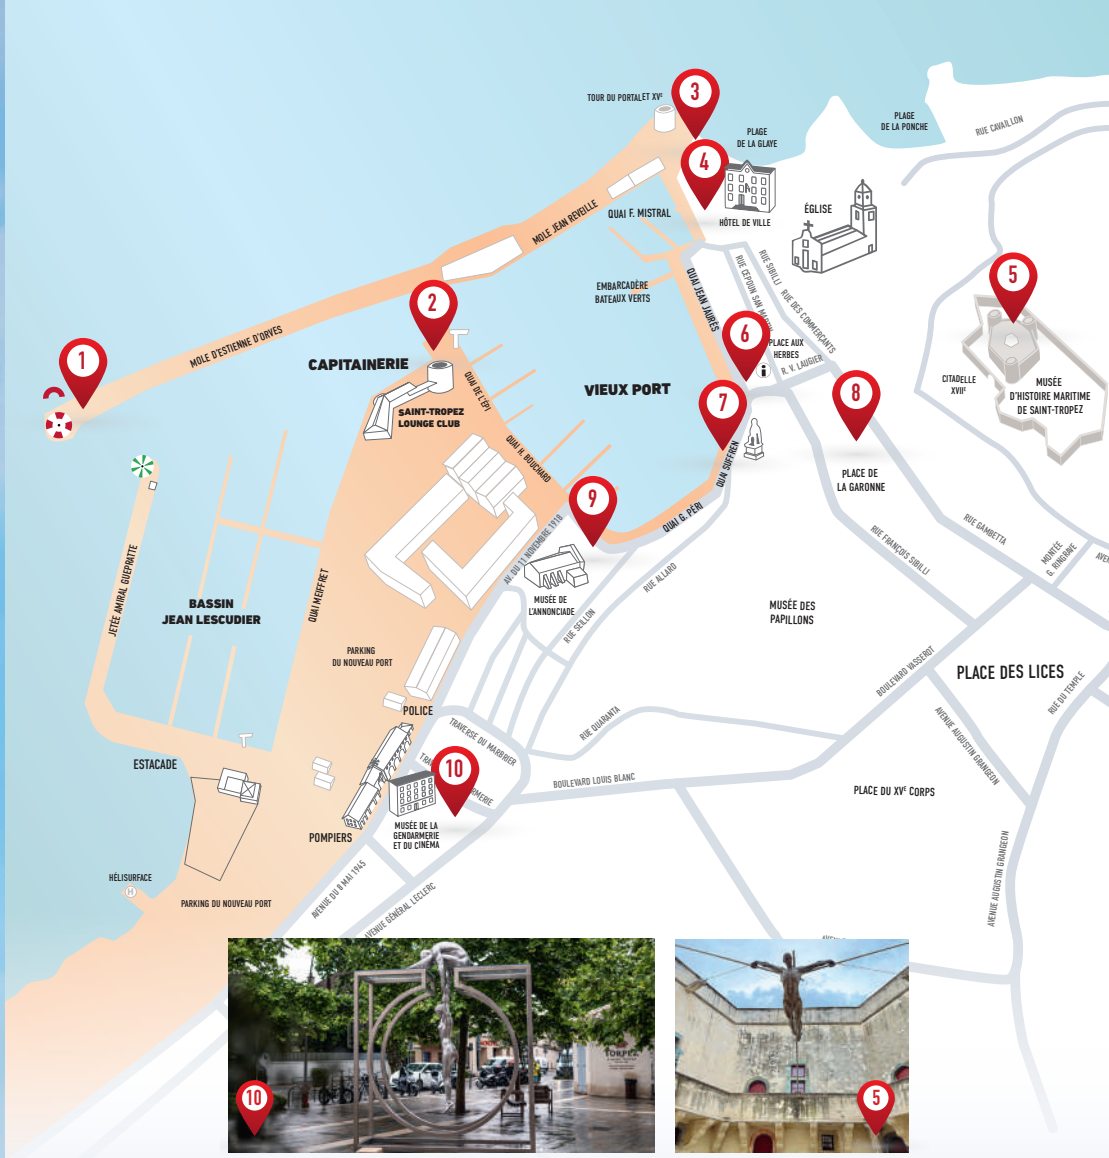 3
TOUR DU PORTALET XVE
PLAGE
DE LA GLAYE
PLAGE
DE LA PONCHE
RUE CAVAILLON
4
HÔTEL DE VILLE
ÉGLISE
QUAI F. MISTRAL
MOLE JEAN REVEILLE
EMBARCADÈRE
BATEAUX VERTS
QUAI JEAN JAURÈS
RUE SIBILLI
RUE DES COMMERÇANTS
5
2
MOLE D'ESTIENNE D'ORVES
1
CAPITAINERIE
6
PLACE AUX
HERBES
R. V. LAUGIER
CITADELLE
XVIIE
MUSÉE
D'HISTOIRE MARITIME
DE SAINT-TROPEZ
QUAI DE L'ÉPI
VIEUX PORT
7
8
SAINT-TROPEZ
LOUNGE CLUB
QUAI H. BOUCHARD
QUAI SUFFREN
PLACE DE
LA GARONNE
9
QUAI G. PÉRI
AV. DU 11 NOVEMBRE 1918
RUE FRANÇOIS SIBILLI
RUE GAMBETTA
MONTÉE
G. RINGRAVE
JETÉE AMIRAL GUEPRATTE
QUAI MEIFFRET
BASSIN
JEAN LESCUDIER
MUSÉE DE
L'ANNONCIADE
RUE ALLARD
RUE SEILLON
MUSÉE DES
PAPILLONS
PARKING
DU NOUVEAU PORT
BOULEVARD VASSEROT
PLACE DES LICES
RUE DU TEMPLE
POLICE
TRAVERSE DU MARBRIER
RUE QUARANTA
AVENUE AUGUSTIN GRANGEON
ESTACADE
10
BOULEVARD LOUIS BLANC
PLACE DU XVE CORPS
POMPIERS
MUSÉE DE LA
GENDARMERIE
ET DU CINÉMA
AVENUE AUGUSTIN GRANGEON
HÉLISURFACE
H
PARKING DU NOUVEAU PORT
AVENUE DU 8 MAI 1945
AVENUE GÉNÉRAL LECLERC
TORPEZ
10
5